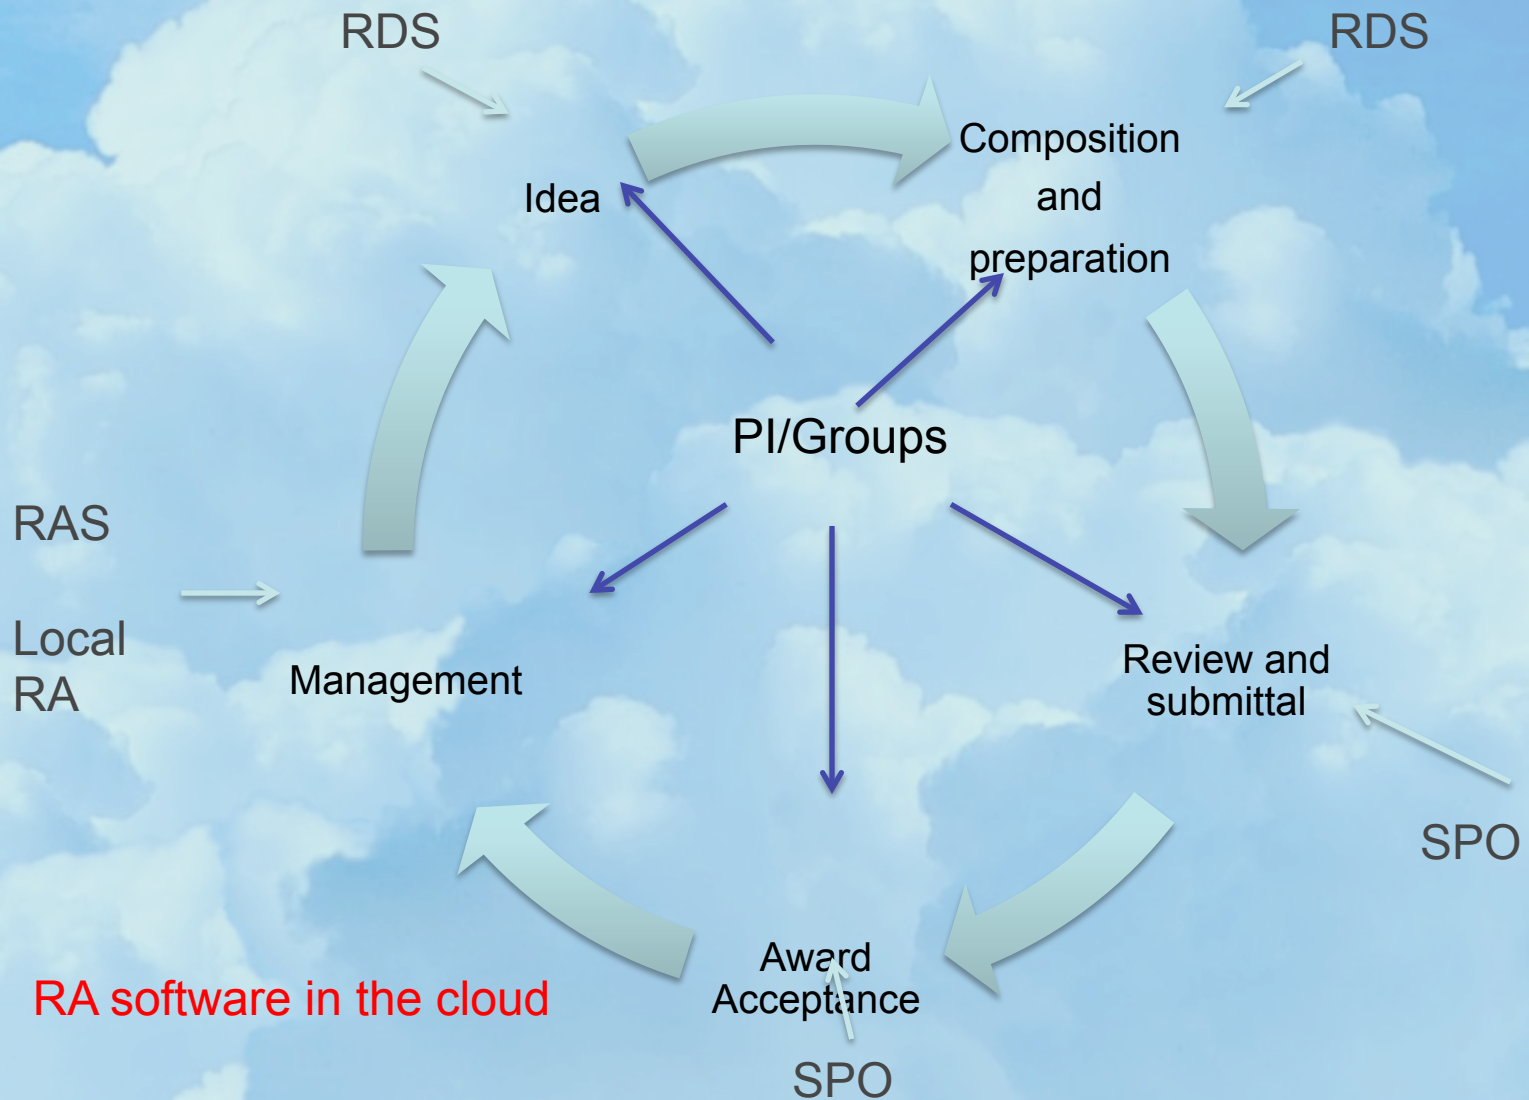 RDS
RDS
Idea
Composition
and
preparation
PI/Groups
RAS
Local
RA
Management
Review and
submittal
SPO
Award
Acceptance
SPO
RA software in the cloud